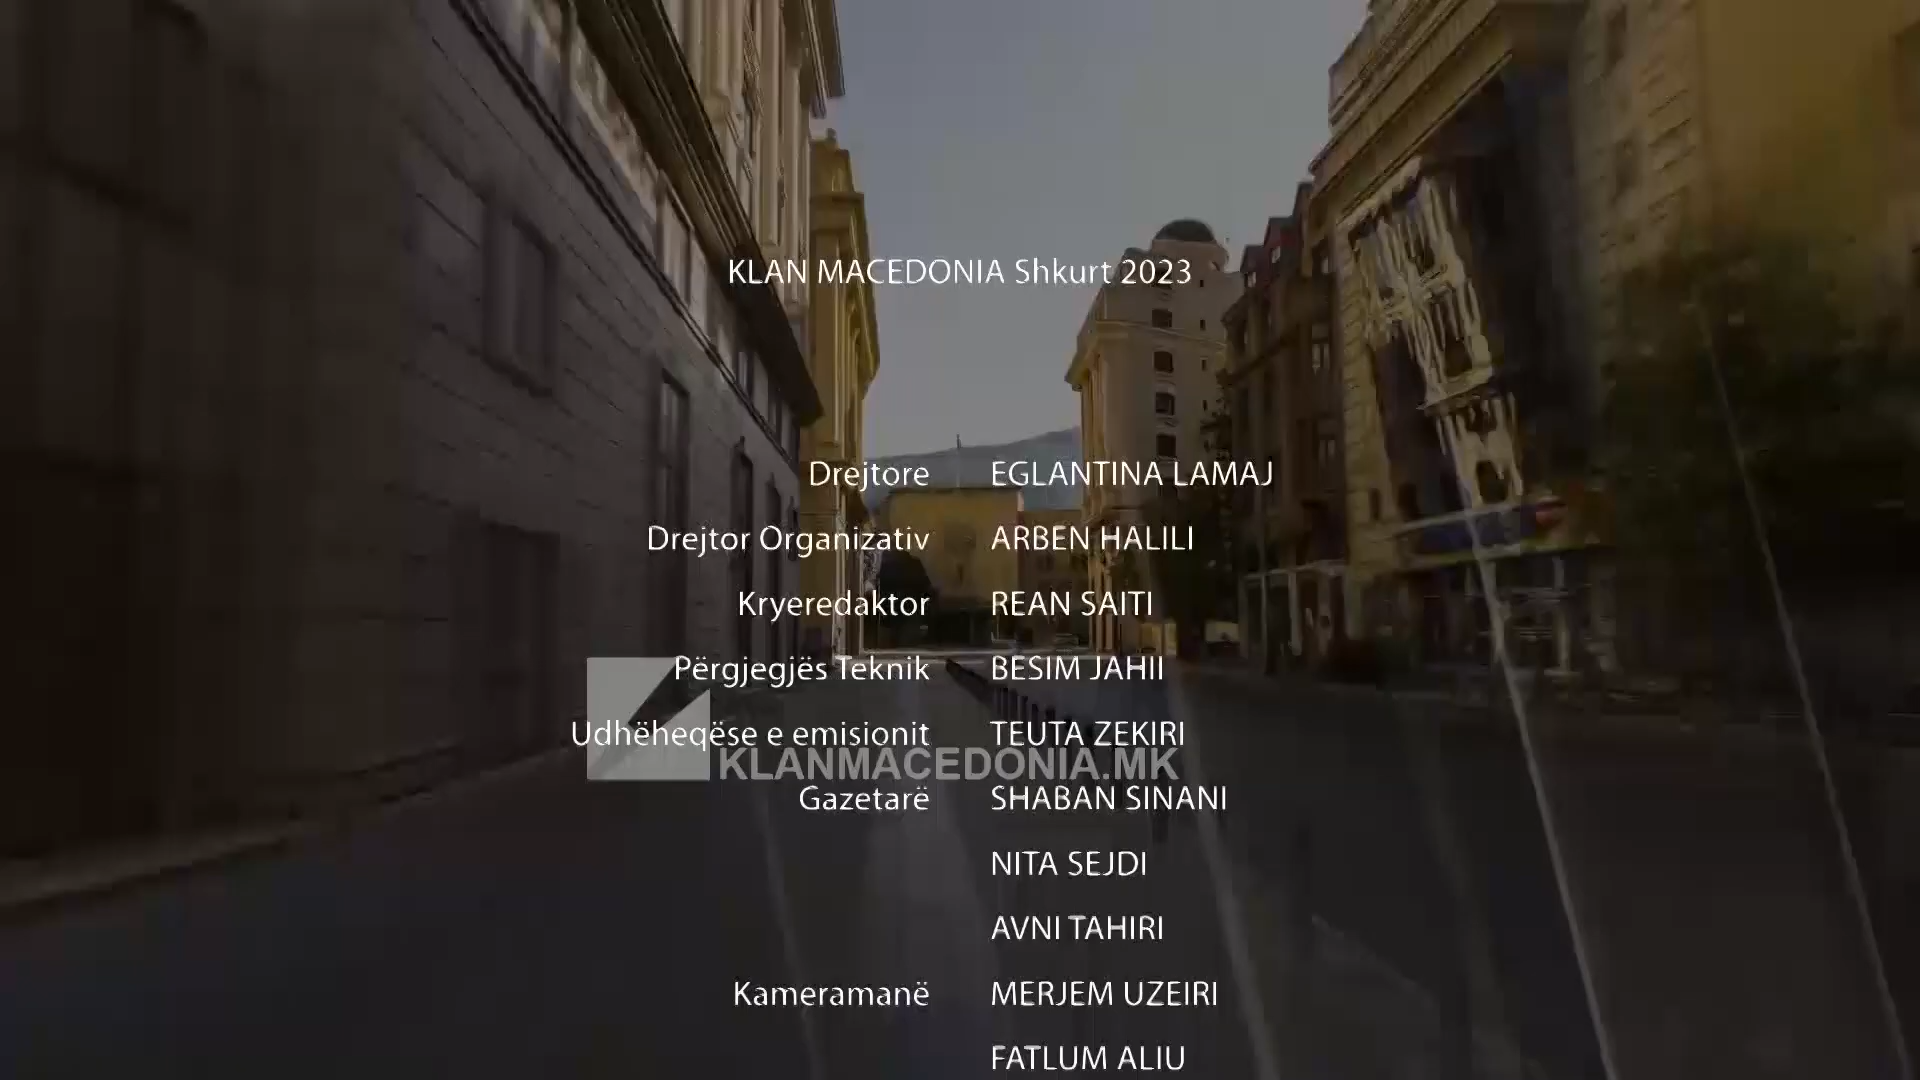 KLAN MACEDONIA Shkurt 2023
Drejtore EGLANTINA LAMAJ
Drejtor Organizativ ARBEN HALILI
Kryeredaktor REAN SAITI
Përgjegjës Teknik BESIM JAHII
Udhëheqëse e emisionit TEUTA ZEKIRI
KLANMACEDONIA.MK
Gazetarë SHABAN SINANI
NITA SEJDI
AVNI TAHIRI
Kameramanë MERJEM UZEIRI
FATLUM ALIU